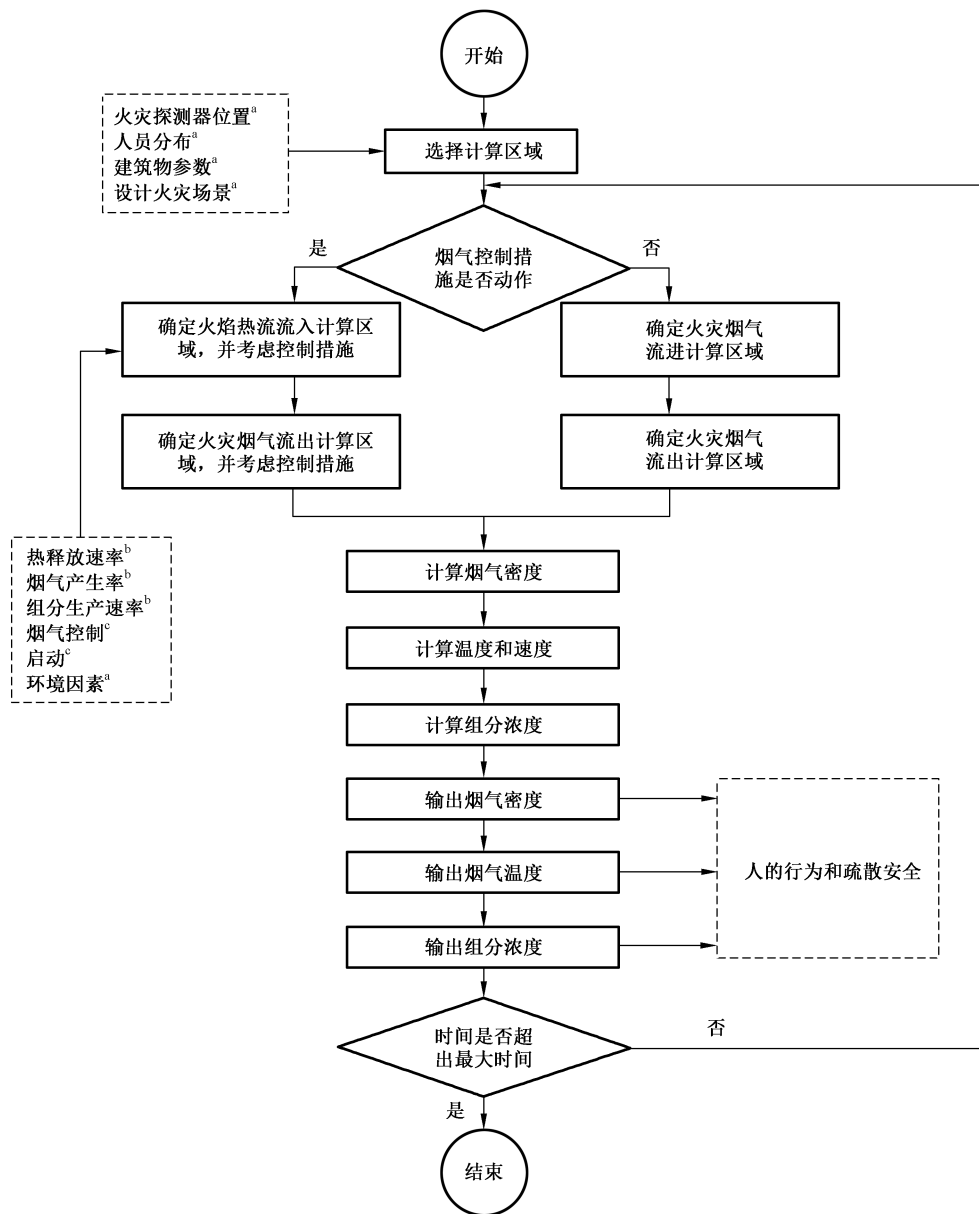 开始
火灾探测器位置a
人员分布a
建筑物参数a
设计火灾场景a
选择计算区域
是
烟气控制措
施是否动作
否
确定火焰热流流入计算区
域，并考虑控制措施
确定火灾烟气
流进计算区域
确定火灾烟气流出计算区
域，并考虑控制措施
确定火灾烟气
流出计算区域
热释放速率b
烟气产生率b
组分生产速率b
烟气控制c
启动c
环境因素a
计算烟气密度
计算温度和速度
计算组分浓度
输出烟气密度
输出烟气温度
输出组分浓度
人的行为和疏散安全
时间是否超
出最大时间
否
是
结束